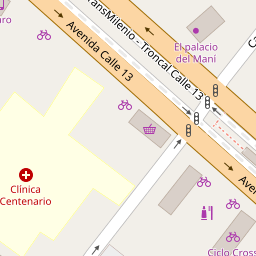 TransMilenio - Troncal Calle 13
Avenida Calle 13
El palacio
del Maní
Clínica
Centenario
Ciclo Cross